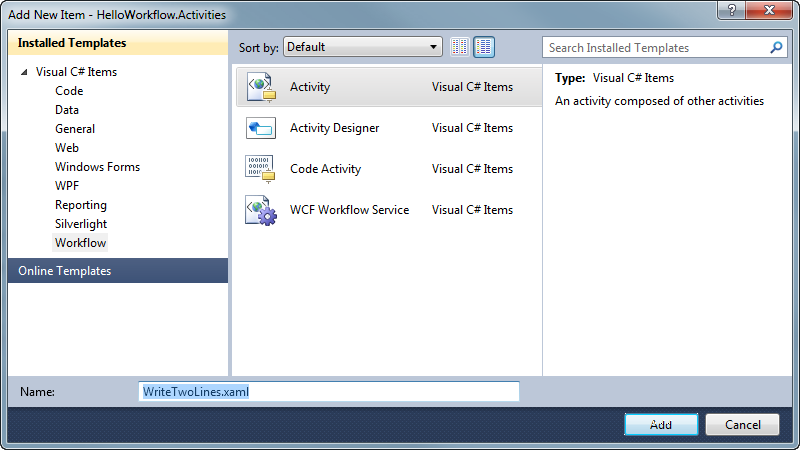 Add New Item - HelloWorkflow.Activities
Installed Templates
Visual C# Items
Code
Data
General
Web
Windows Forms
WPF
Reporting
Silverlight
Workflow
Online Templates
Sort by: Default
Activity Visual C# Items
Activity Designer Visual C# Items
Code Activity Visual C# Items
WCF Workflow Service Visual C# Items
Search Installed Templates
Type: Visual C# Items
An activity composed of other activities
Name: WriteTwoLines.xaml
Add Cancel